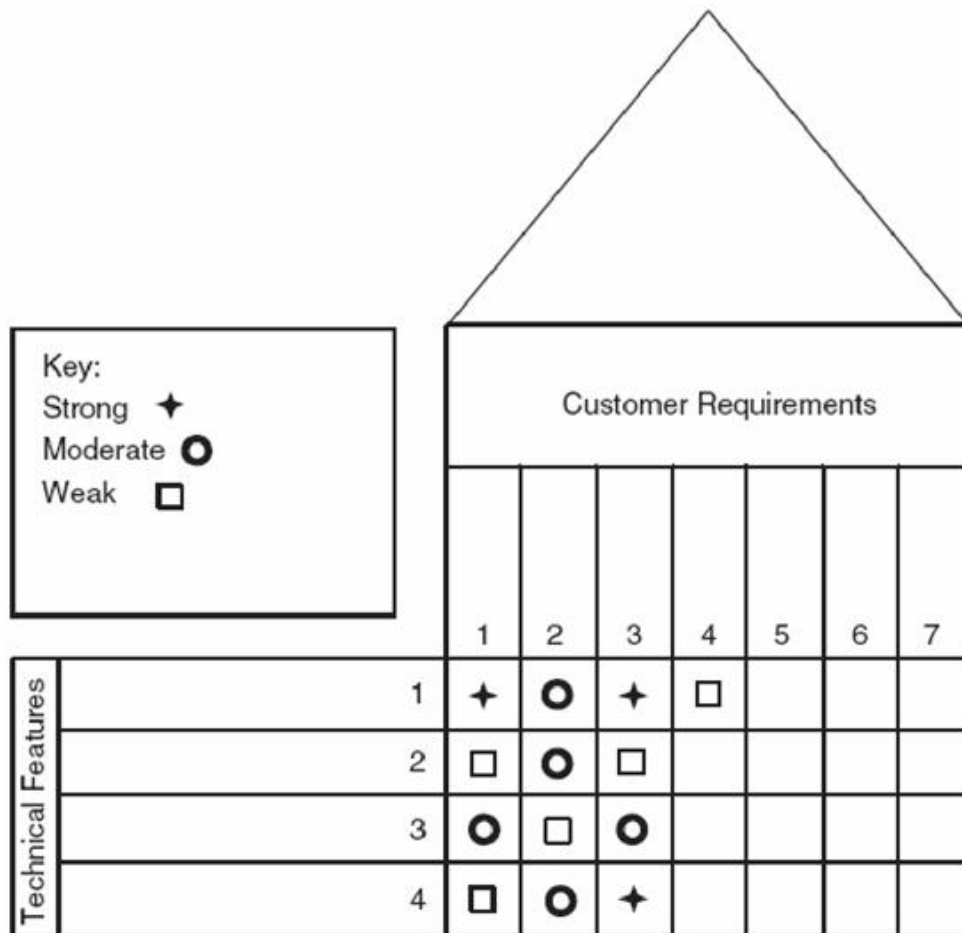 Key:
Strong
Moderate
Weak
Customer Requirements
1 2 3 4 5 6 7
Technical Features
1
2
3
4